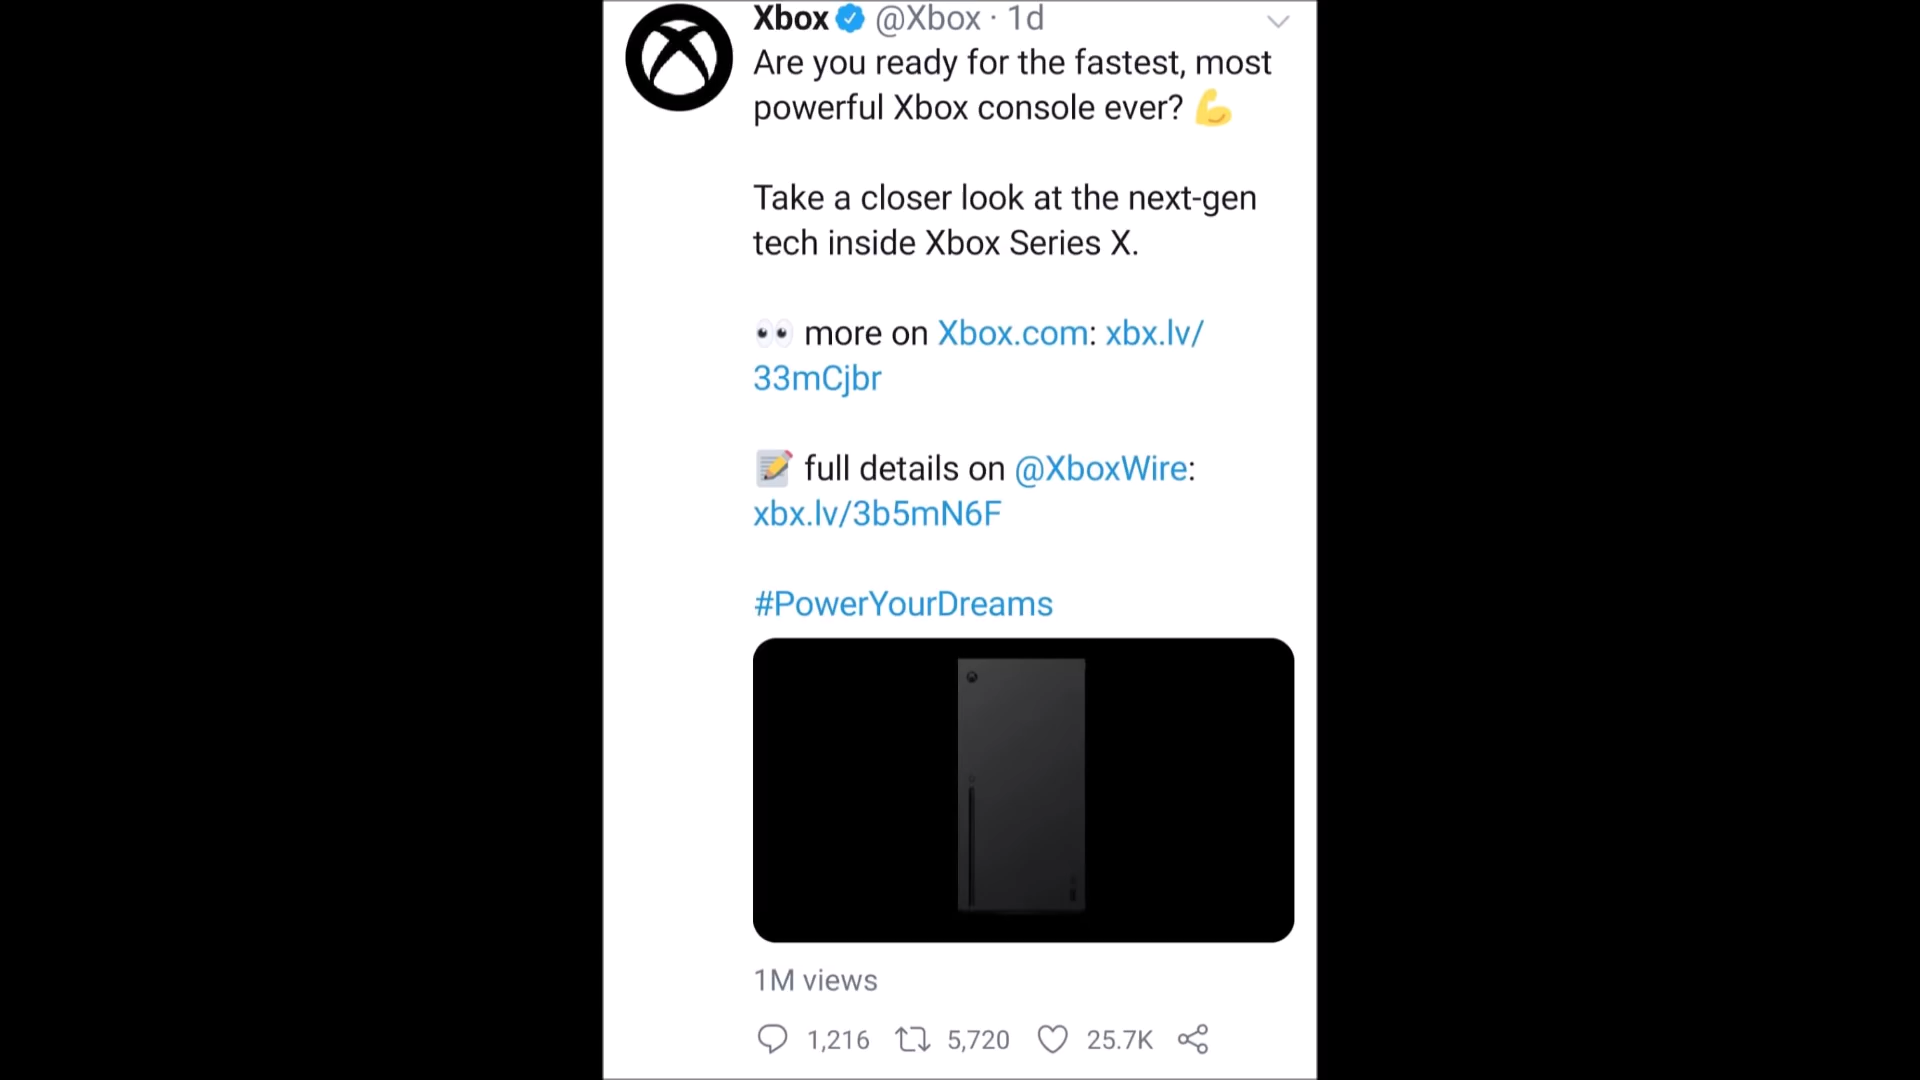 Xbox @Xbox · 1d
Are you ready for the fastest, most
powerful Xbox console ever? 💪
Take a closer look at the next-gen
tech inside Xbox Series X.
👀 more on Xbox.com: xbx.lv/
33mCjbr
📝 full details on @XboxWire:
xbx.lv/3b5mN6F
#PowerYourDreams
1M views
1,216 5,720 25.7K